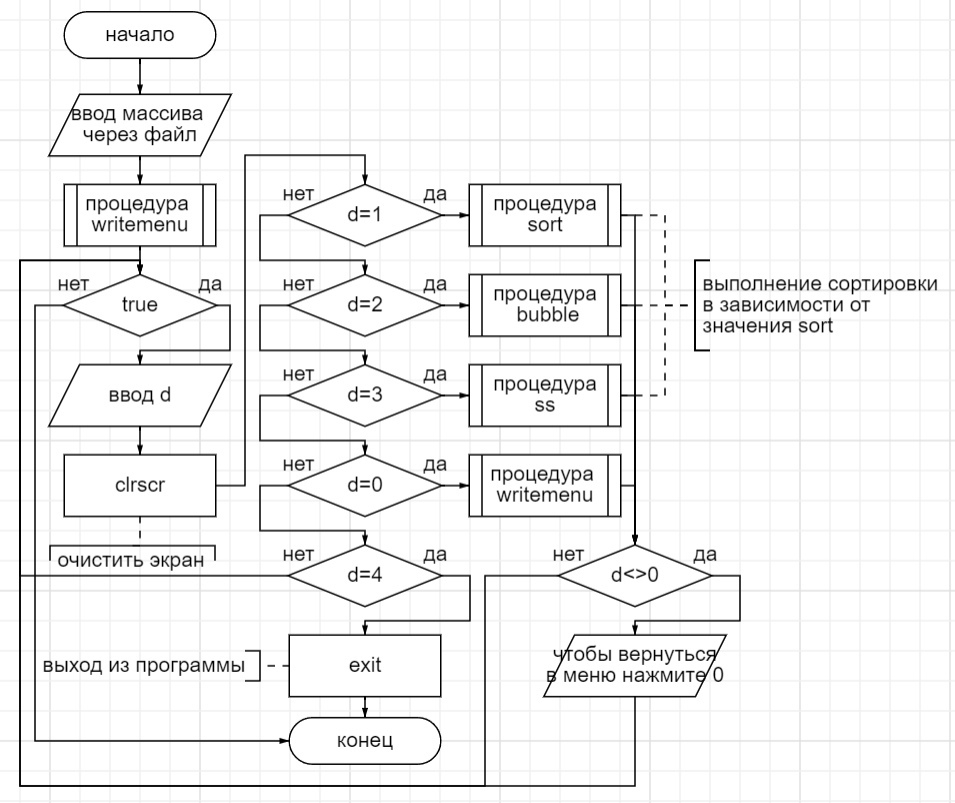 начало
ввод массива
через файл
процедура
writemenu
нет
да
true
ввод d
clrscr
очистить экран
нет
да
d=1
процедура
sort
нет
да
d=2
процедура
bubble
нет
да
d=3
процедура
ss
нет
да
d=0
процедура
writemenu
нет
да
d=4
выполнение сортировки
в зависимости от
значения sort
нет
да
d<>0
выход из программы
exit
чтобы вернуться
в меню нажмите 0
конец